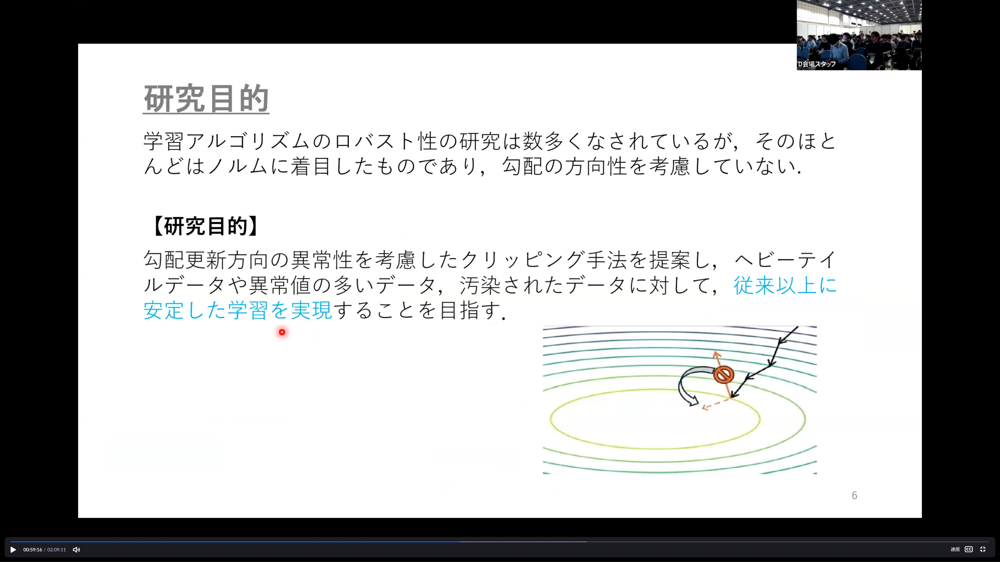 D会場スタッフ
研究目的
学習アルゴリズムのロバスト性の研究は数多くなされているが，そのほと
んどはノルムに着目したものであり，勾配の方向性を考慮していない．
【研究目的】
勾配更新方向の異常性を考慮したクリッピング手法を提案し，ヘビーテイ
ルデータや異常値の多いデータ，汚染されたデータに対して，従来以上に
安定した学習を実現することを目指す．
6
00:59:16 / 02:09:11
速度 CC